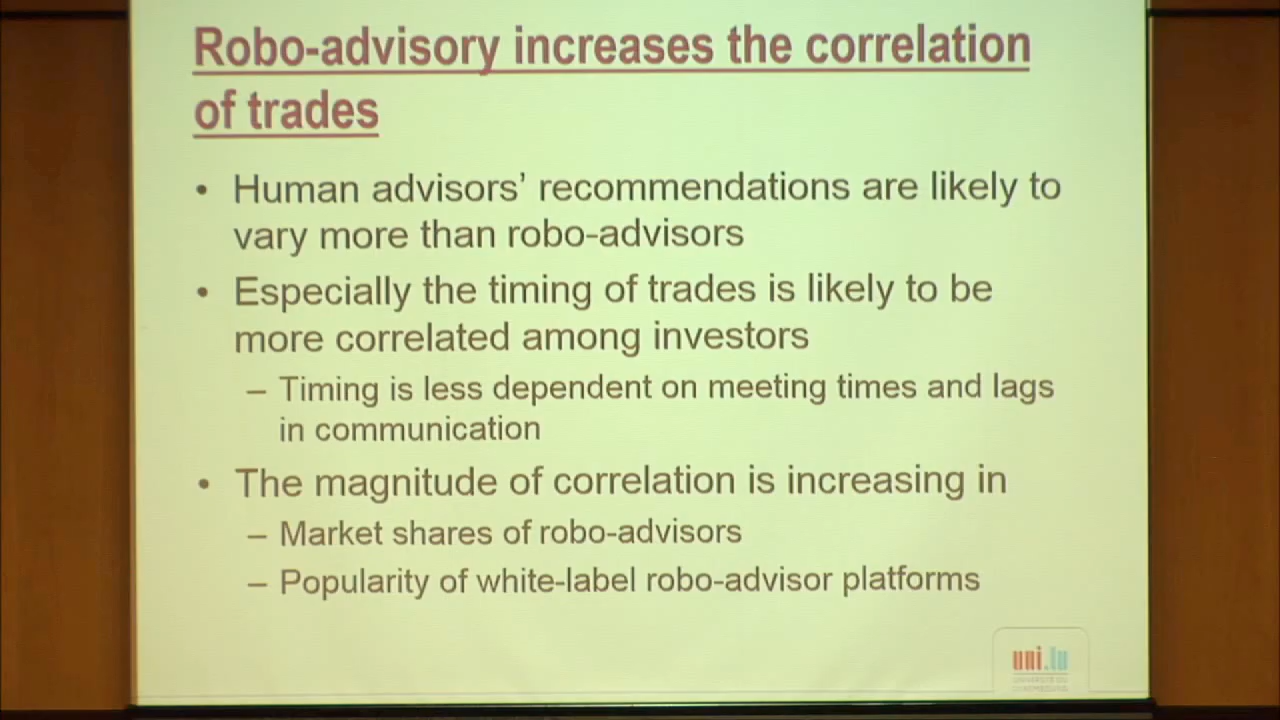 Robo-advisory increases the correlation
of trades
• Human advisors’ recommendations are likely to
vary more than robo-advisors
• Especially the timing of trades is likely to be
more correlated among investors
– Timing is less dependent on meeting times and lags
in communication
• The magnitude of correlation is increasing in
– Market shares of robo-advisors
– Popularity of white-label robo-advisor platforms
uni.lu
UNIVERSITÉ DU
LUXEMBOURG